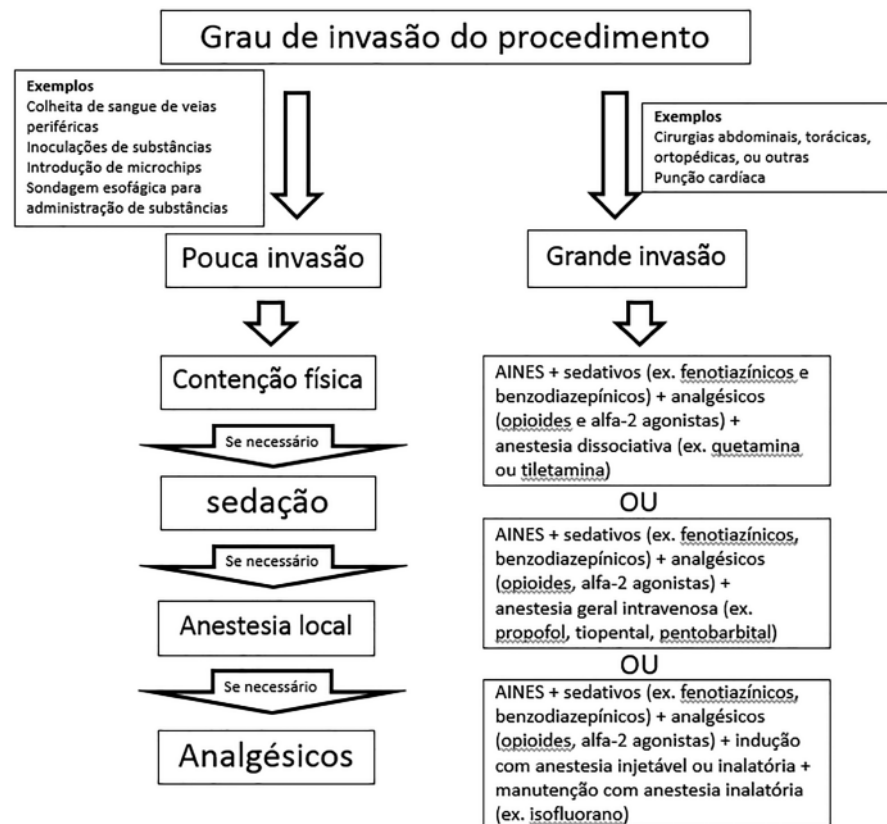 Grau de invasão do procedimento
Exemplos
Colheita de sangue de veias
periféricas
Inoculações de substâncias
Introdução de microchips
Sondagem esofágica para
administração de substâncias
Exemplos
Cirurgias abdominais, torácicas,
ortopédicas, ou outras
Punção cardíaca
Pouca invasão
Contenção física
Se necessário
sedação
Se necessário
Anestesia local
Se necessário
Analgésicos
Grande invasão
AINES + sedativos (ex. fenotiazínicos e
benzodiazepínicos) + analgésicos
(opioides e alfa-2 agonistas) +
anestesia dissociativa (ex. quetamina
ou tiletamina)
OU
AINES + sedativos (ex. fenotiazínicos,
benzodiazepínicos) + analgésicos
(opioides, alfa-2 agonistas) +
anestesia geral intravenosa (ex.
propofol, tiopental, pentobarbital)
OU
AINES + sedativos (ex. fenotiazínicos,
benzodiazepínicos) + analgésicos
(opioides, alfa-2 agonistas) + indução
com anestesia injetável ou inalatória +
manutenção com anestesia inalatória
(ex. isofluorano)